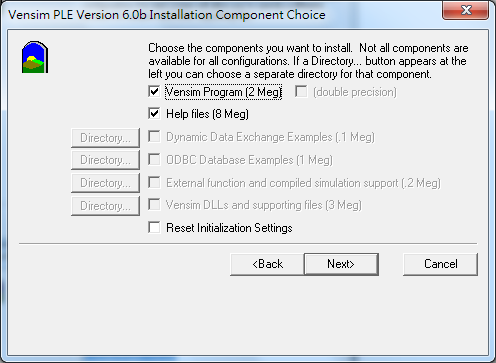 Vensim PLE Version 6.0b Installation Component Choice
Choose the components you want to install. Not all components are
available for all configurations. If a Directory... button appears at the
left you can choose a separate directory for that component.
Vensim Program (2 Meg) (double precision)
Help files (8 Meg)
Directory... Dynamic Data Exchange Examples (.1 Meg)
Directory... ODBC Database Examples (1 Meg)
Directory... External function and compiled simulation support (.2 Meg)
Directory... Vensim DLLs and supporting files (3 Meg)
Reset Initialization Settings
<Back Next> Cancel